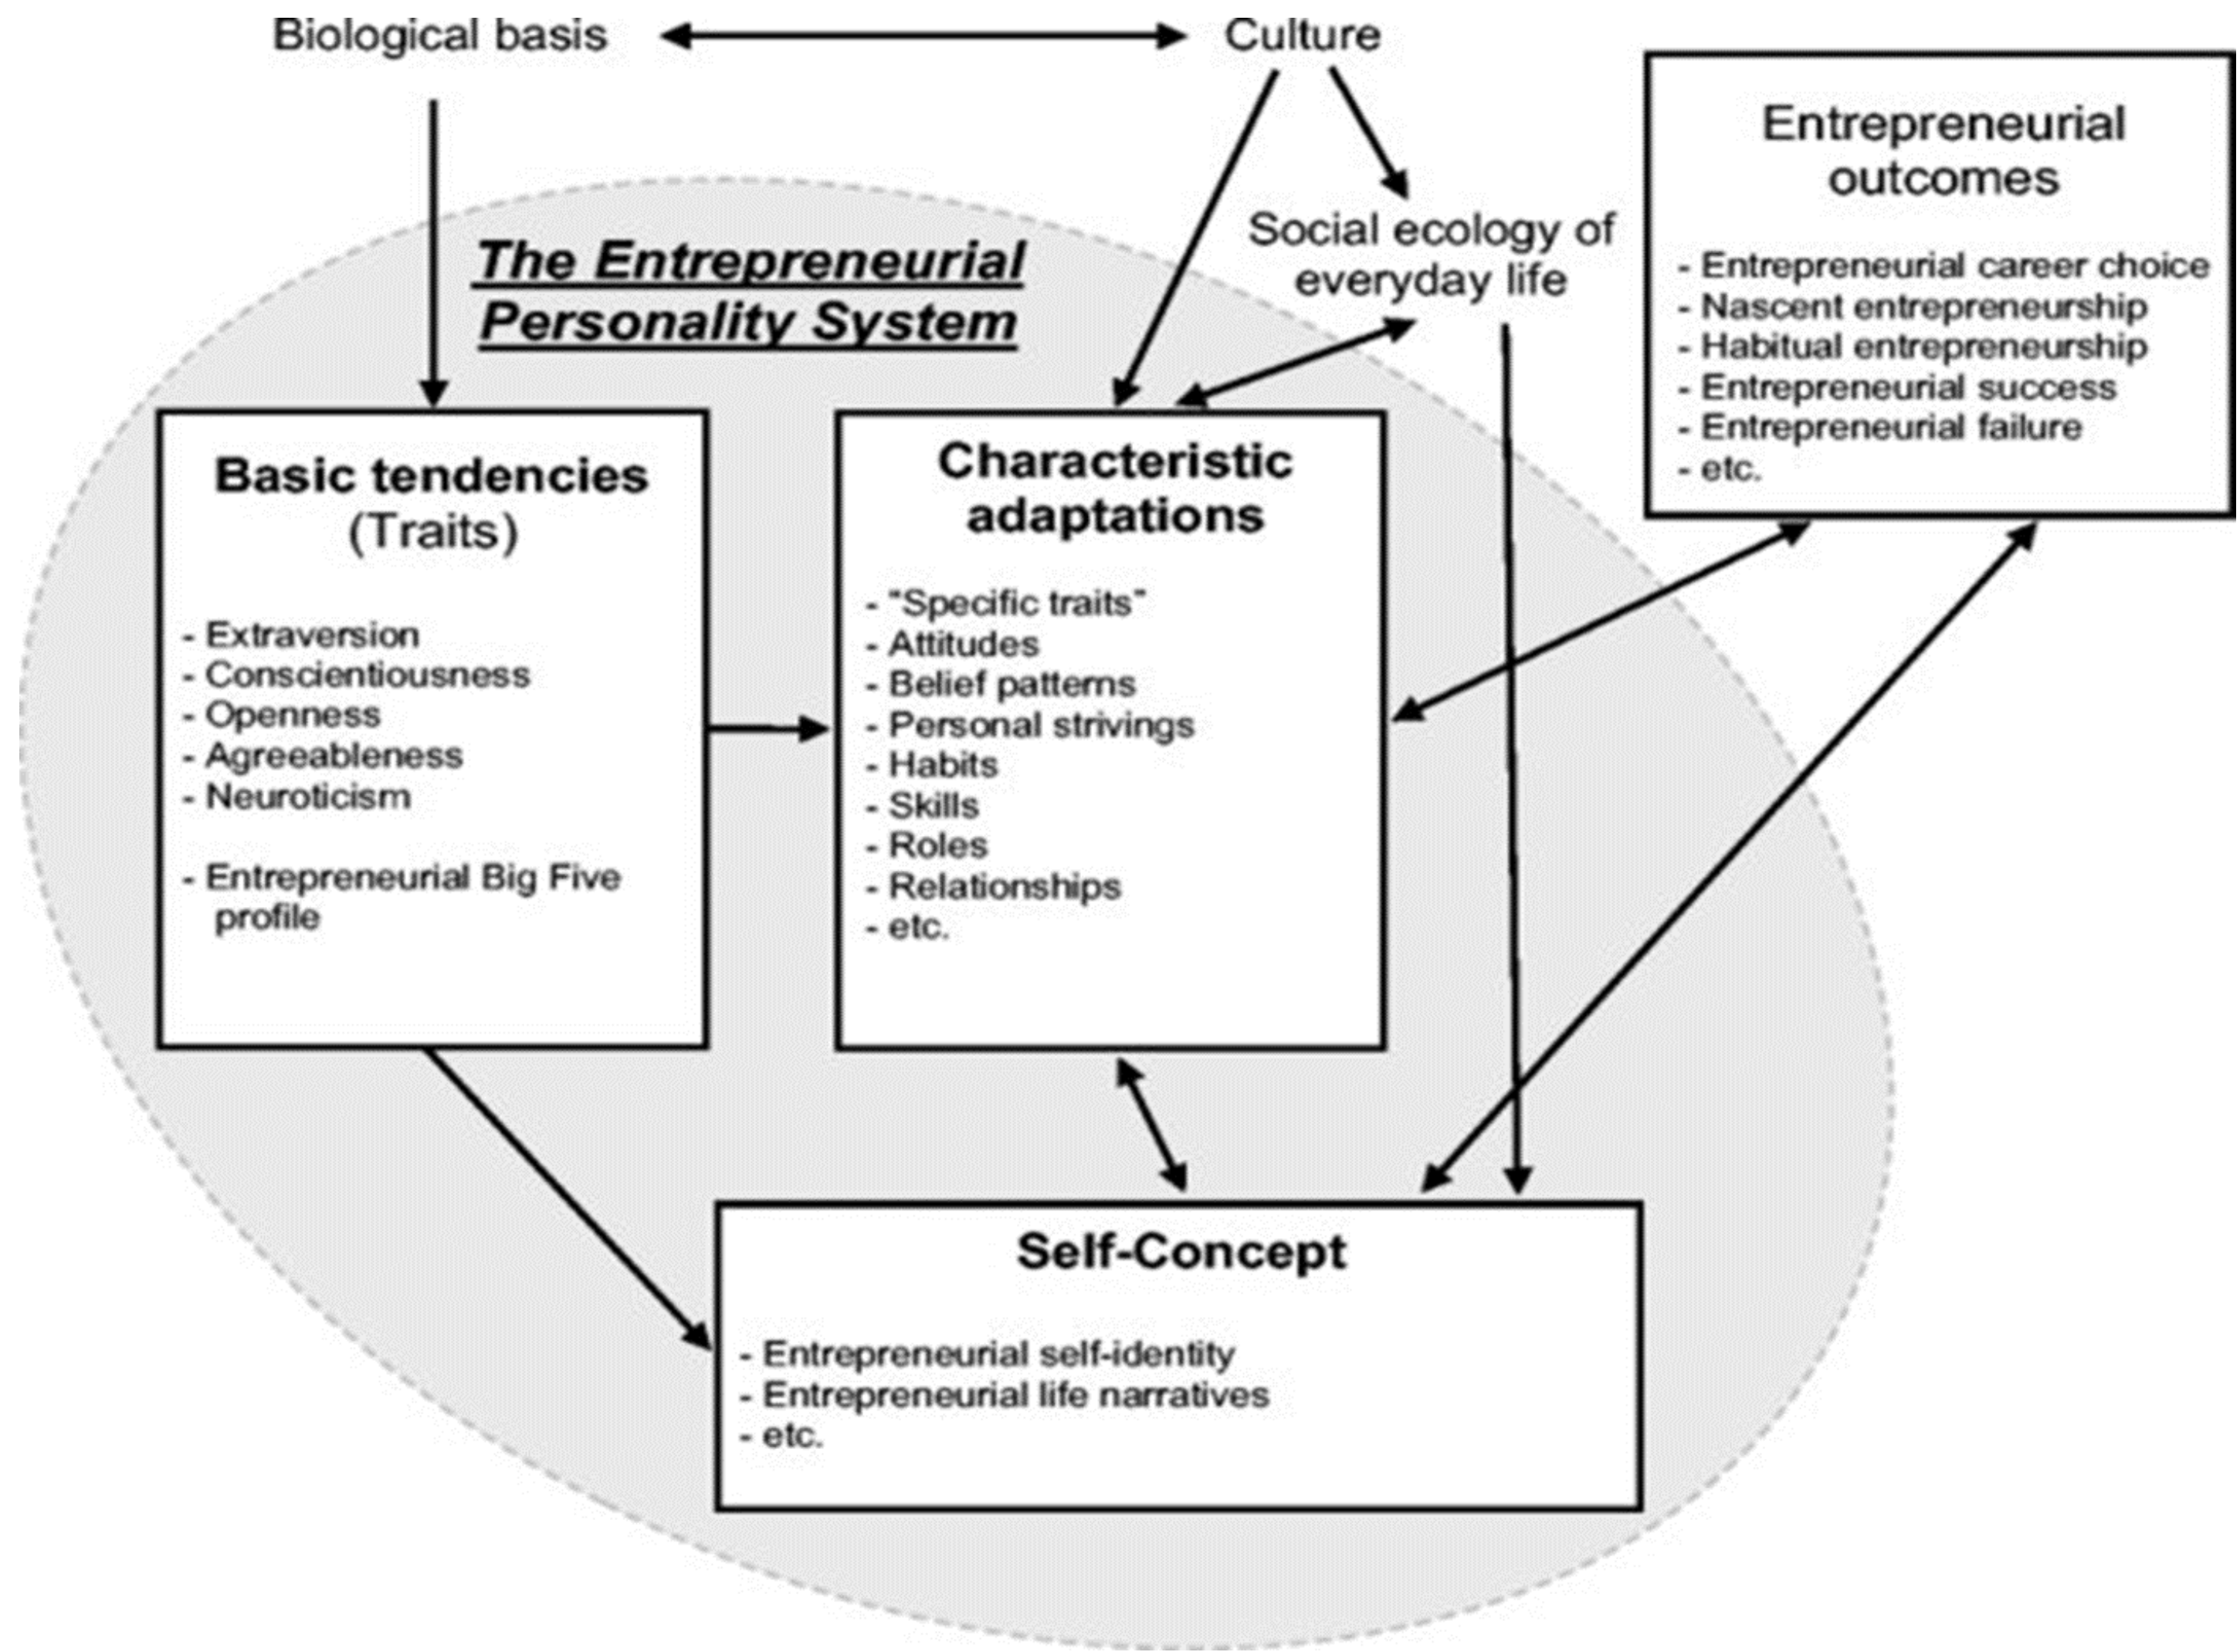 Biological basis
Culture
Entrepreneurial
outcomes
- Entrepreneurial career choice
- Nascent entrepreneurship
- Habitual entrepreneurship
- Entrepreneurial success
- Entrepreneurial failure
- etc.
Social ecology of
everyday life
The Entrepreneurial
Personality System
Basic tendencies
(Traits)
- Extraversion
- Conscientiousness
- Openness
- Agreeableness
- Neuroticism
- Entrepreneurial Big Five
profile
Characteristic
adaptations
- "Specific traits"
- Attitudes
- Belief patterns
- Personal strivings
- Habits
- Skills
- Roles
- Relationships
- etc.
Self-Concept
- Entrepreneurial self-identity
- Entrepreneurial life narratives
- etc.